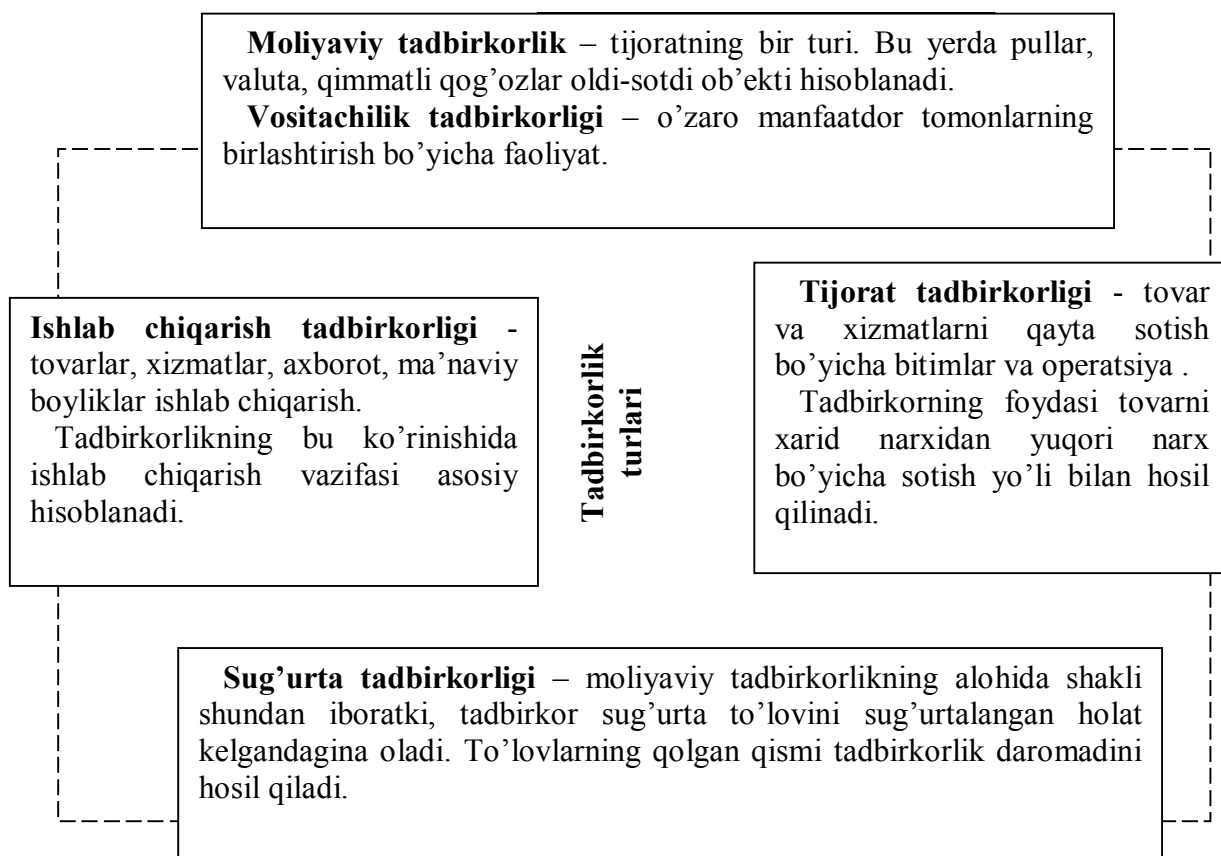 Moliyaviy tadbirkorlik – tijoratning bir turi. Bu yerda pullar,
valuta, qimmatli qog’ozlar oldi-sotdi ob’ekti hisoblanadi.
Vositachilik tadbirkorligi – o’zaro manfaatdor tomonlarning
birlashtirish bo’yicha faoliyat.
Ishlab chiqarish tadbirkorligi -
tovarlar, xizmatlar, axborot, ma’naviy
boyliklar ishlab chiqarish.
Tadbirkorlikning bu ko’rinishida
ishlab chiqarish vazifasi asosiy
hisoblanadi.
Tadbirkorlik
turlari
Tijorat tadbirkorligi - tovar
va xizmatlarni qayta sotish
bo’yicha bitimlar va operatsiya .
Tadbirkorning foydasi tovarni
xarid narxidan yuqori narx
bo’yicha sotish yo’li bilan hosil
qilinadi.
Sug’urta tadbirkorligi – moliyaviy tadbirkorlikning alohida shakli
shundan iboratki, tadbirkor sug’urta to’lovini sug’urtalangan holat
kelgandagina oladi. To’lovlarning qolgan qismi tadbirkorlik daromadini
hosil qiladi.